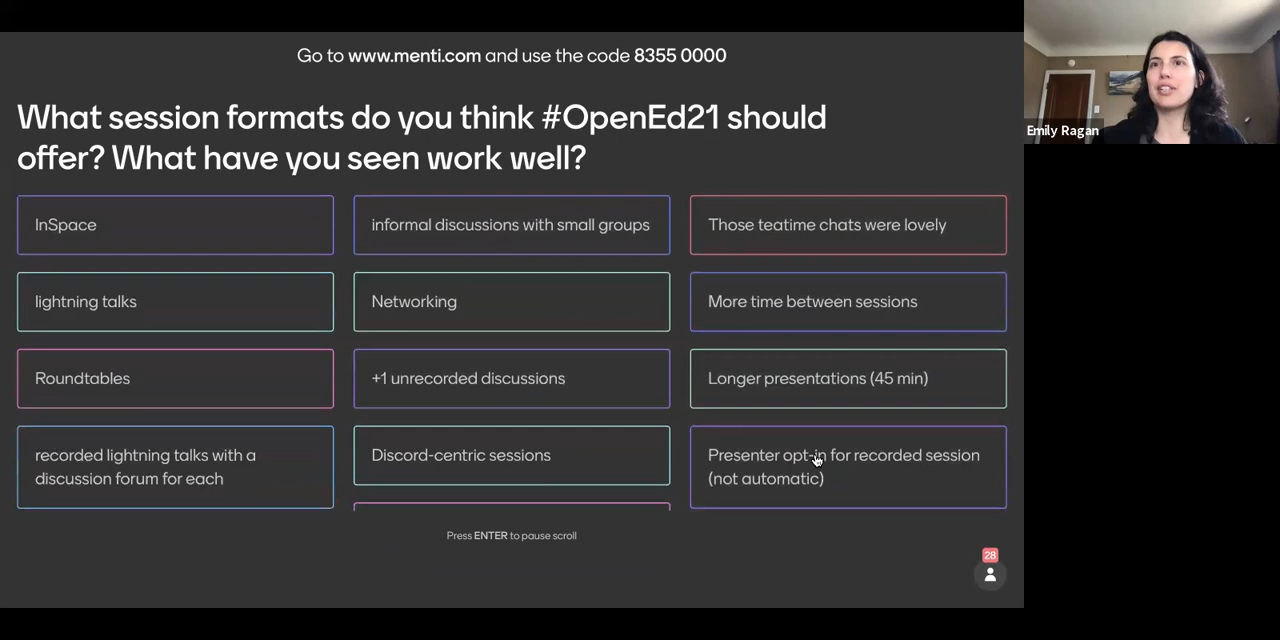 Go to www.menti.com and use the code 8355 0000
What session formats do you think #OpenEd21 should
offer? What have you seen work well?
InSpace
informal discussions with small groups
Those teatime chats were lovely
lightning talks
Networking
More time between sessions
Roundtables
+1 unrecorded discussions
Longer presentations (45 min)
recorded lightning talks with a
discussion forum for each
Discord-centric sessions
Presenter opt-in for recorded session
(not automatic)
Press ENTER to pause scroll
28
Emily Ragan